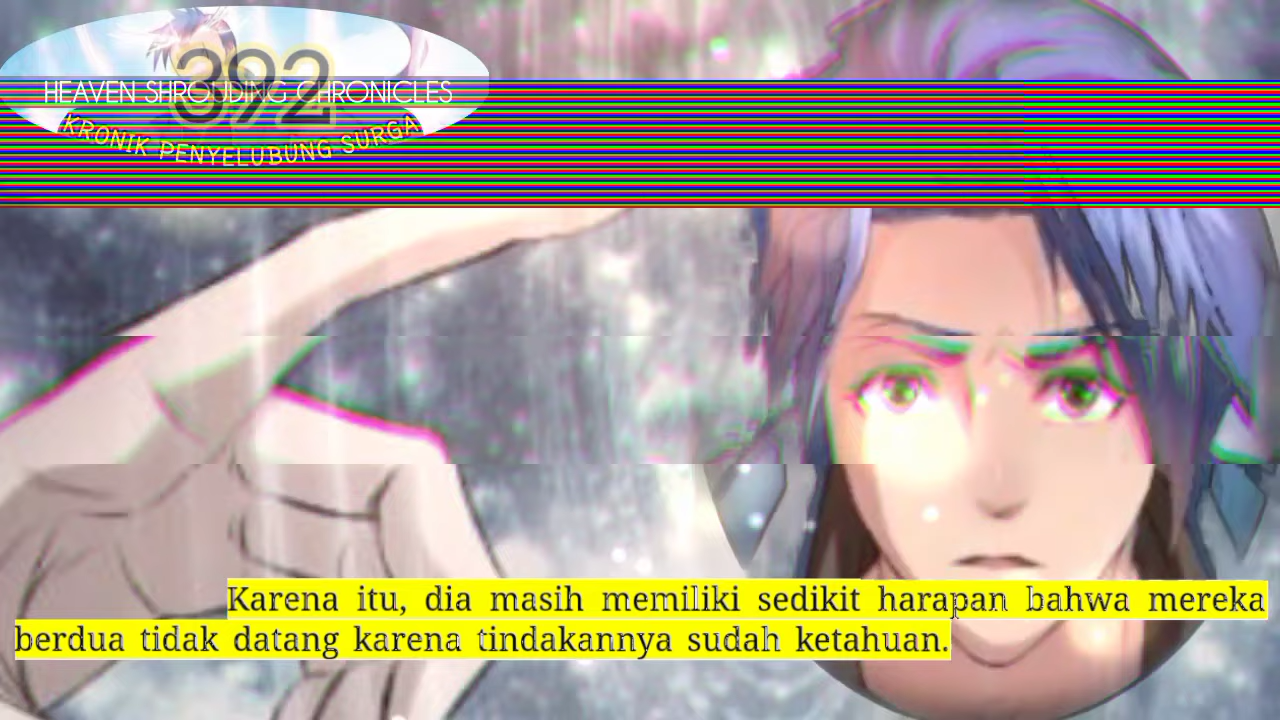 392
HEAVEN SHROUDING CHRONICLES
KRONIK PENYELUBUNG SURGA
Karena itu, dia masih memiliki sedikit harapan bahwa mereka
berdua tidak datang karena tindakannya sudah ketahuan.